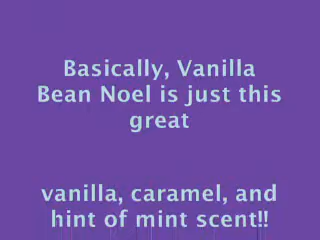 Basically, Vanilla
Bean Noel is just this
great
vanilla, caramel, and
hint of mint scent!!